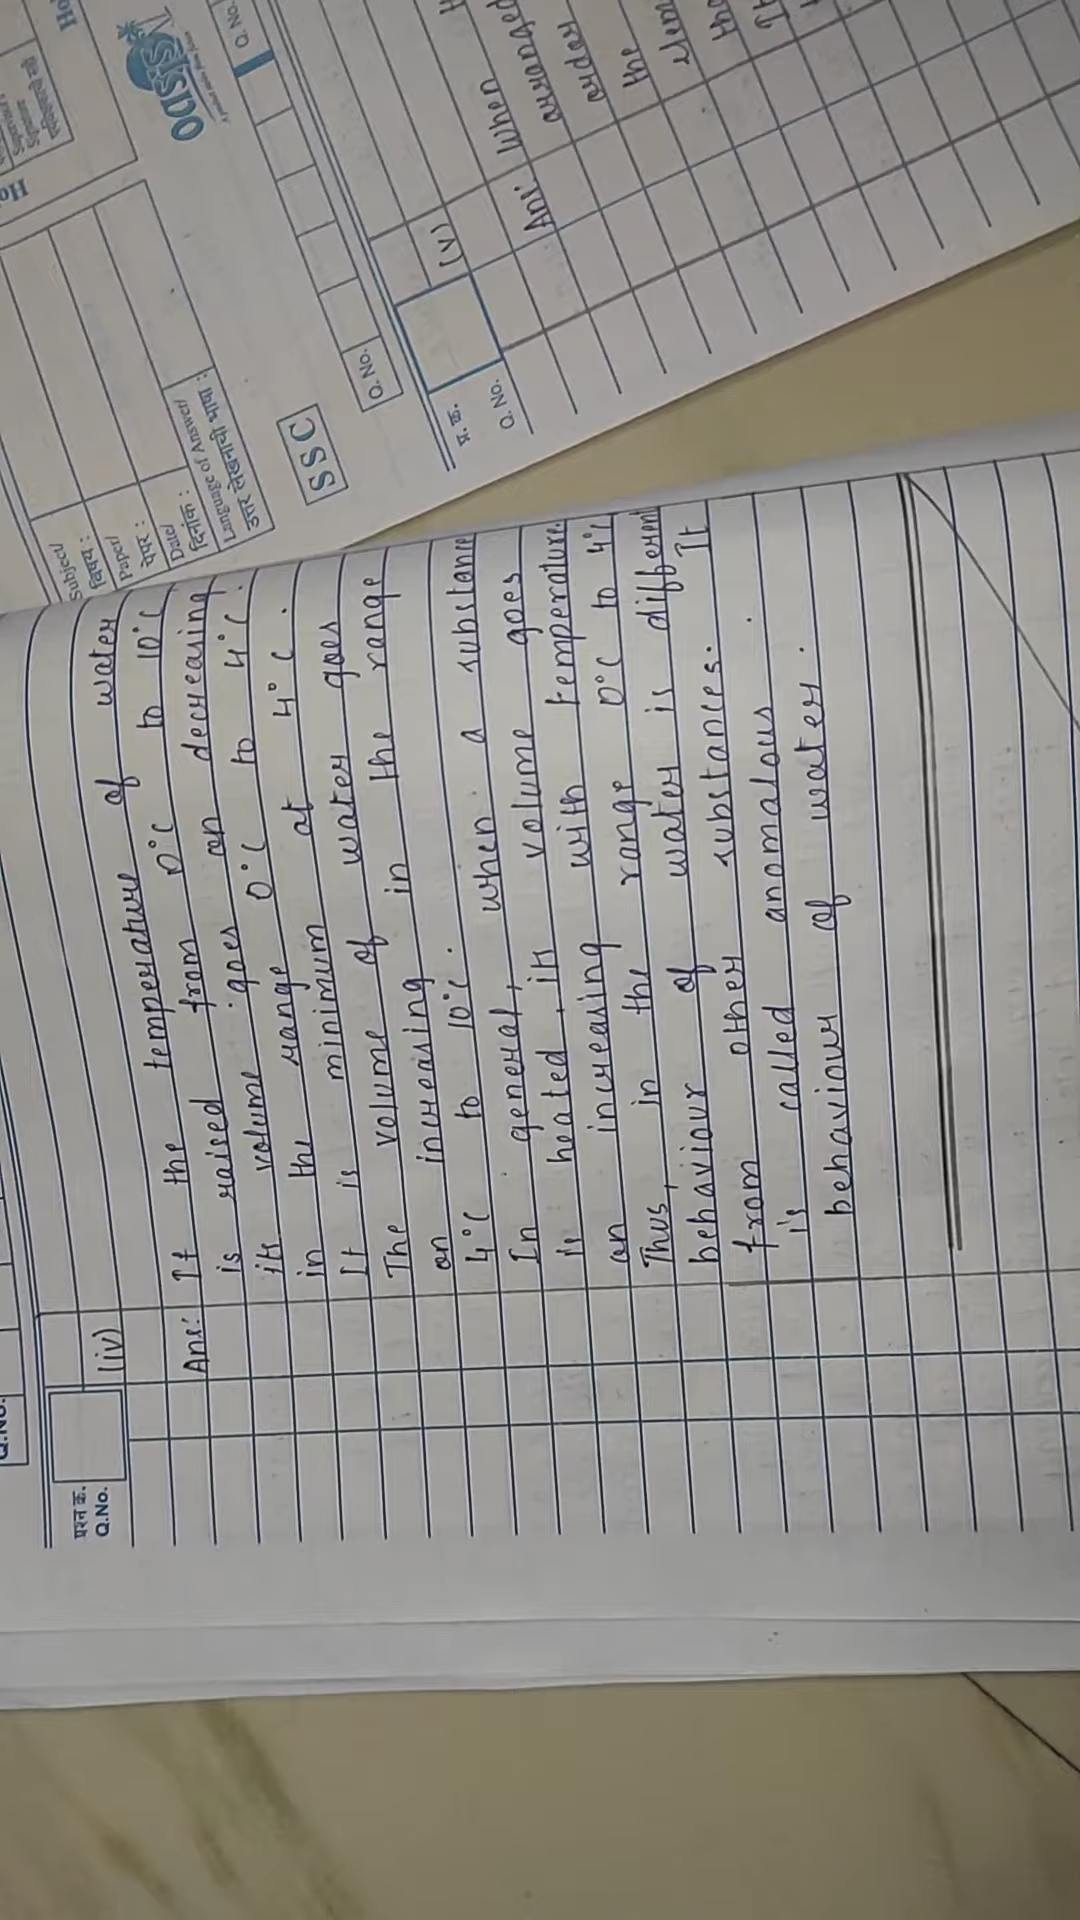 प्रश्न क्र.
Q.No.
(iv)
Ans: If the temperature of water
is raised from 0°C to 10°C
its volume goes on decreasing
in the range 0°C to 4°C.
It is minimum at 4°C.
The volume of water goes
on increasing in the range
4°C to 10°C.
In general, when a substance
is heated, its volume goes
on increasing with temperature.
Thus, in the range 0°C to 4°C
behaviour of water is different
from other substances. It
is called anomalous
behaviour of water.
Subject/
विषय :
Paper/
पेपर :
Date/
दिनांक :
Language of Answer/
उत्तर लेखनाची भाषा :
oasis
SSC
Q. No.
Q. No.
प्र. क्र.
Q. No.
(v)
Ans: When
arranged
order
the